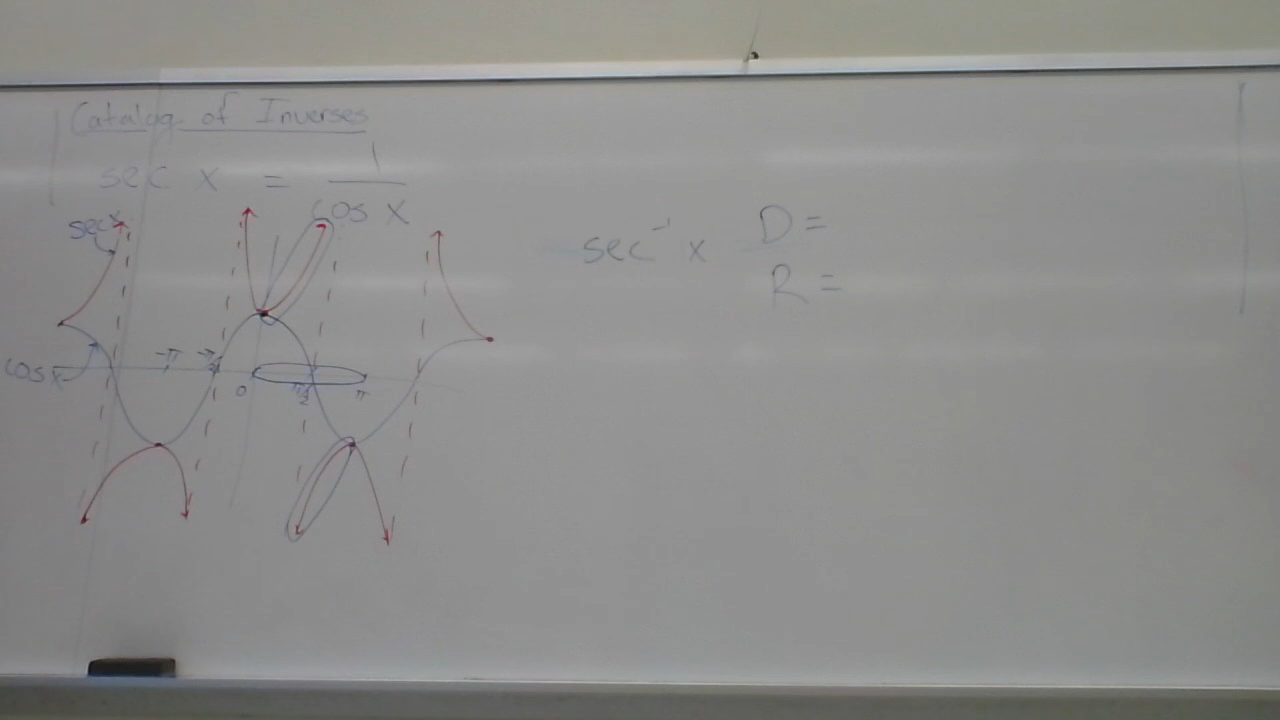 Catalog of Inverses
sec x = 1/cos x
sec x
cos x
-π
0
π/2
π
sec⁻¹ x
D =
R =